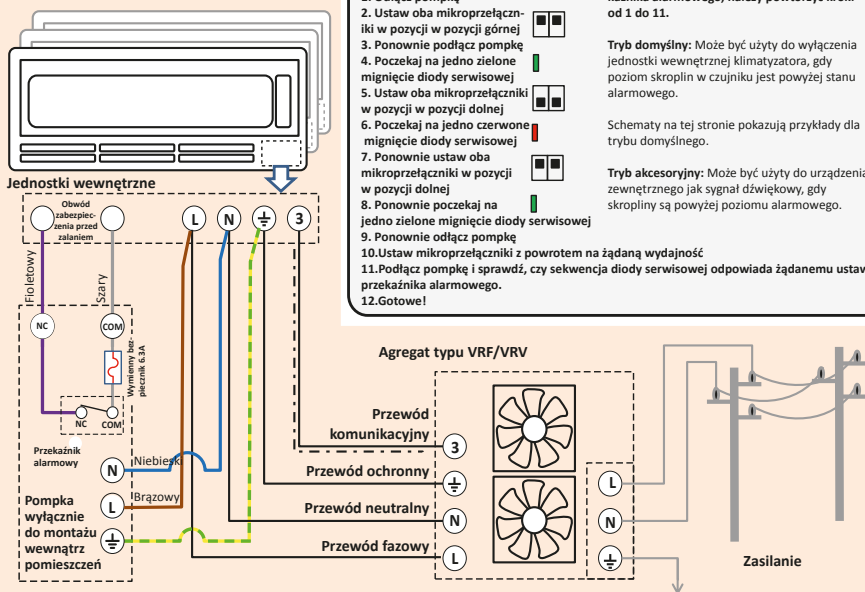 2. Ustaw oba mikroprzełączn-
iki w pozycji w pozycji górnej
3. Ponownie podłącz pompkę
4. Poczekaj na jedno zielone
mignięcie diody serwisowej
5. Ustaw oba mikroprzełączniki
w pozycji w pozycji dolnej
6. Poczekaj na jedno czerwone
mignięcie diody serwisowej
7. Ponownie ustaw oba
mikroprzełączniki w pozycji
w pozycji dolnej
8. Ponownie poczekaj na
jedno zielone mignięcie diody serwisowej
9. Ponownie odłącz pompkę
10.Ustaw mikroprzełączniki z powrotem na żądaną wydajność
11.Podłącz pompkę i sprawdź, czy sekwencja diody serwisowej odpowiada żądanemu ustaw
przekaźnika alarmowego.
12.Gotowe!
od 1 do 11.
Tryb domyślny: Może być użyty do wyłączenia
jednostki wewnętrznej klimatyzatora, gdy
poziom skroplin w czujniku jest powyżej stanu
alarmowego.
Schematy na tej stronie pokazują przykłady dla
trybu domyślnego.
Tryb akcesoryjny: Może być użyty do urządzenia
zewnętrznego jak sygnał dźwiękowy, gdy
skropliny są powyżej poziomu alarmowego.
Jednostki wewnętrzne
Obwód
zabezpiec-
zenia przed
zalaniem
L
N
3
Fioletowy
Szary
NC
COM
Wymienny bez-
piecznik 6.3A
NC
COM
Przekaźnik
alarmowy
N
Niebieski
L
Brązowy
Pompka
wyłącznie
do montażu
wewnątrz
pomieszczeń
Agregat typu VRF/VRV
Przewód
komunikacyjny
3
Przewód ochronny
Przewód neutralny
N
Przewód fazowy
L
L
N
Zasilanie